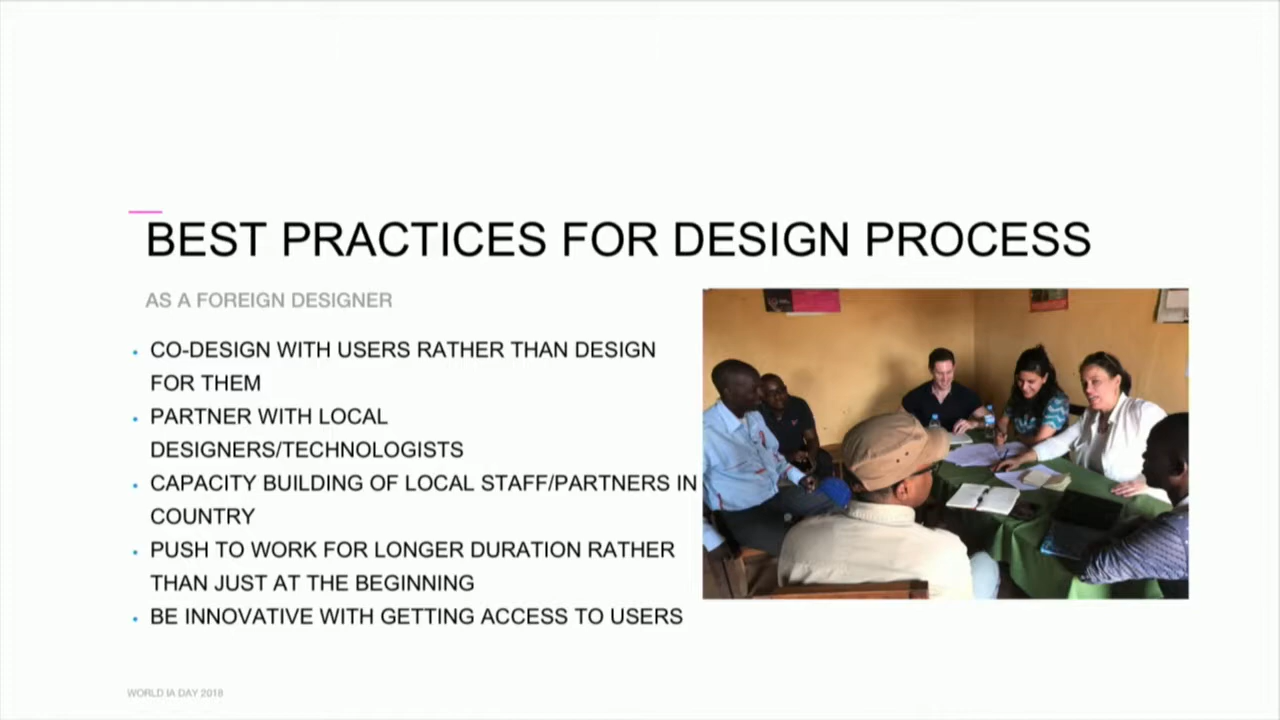 BEST PRACTICES FOR DESIGN PROCESS
AS A FOREIGN DESIGNER
• CO-DESIGN WITH USERS RATHER THAN DESIGN
FOR THEM
• PARTNER WITH LOCAL
DESIGNERS/TECHNOLOGISTS
• CAPACITY BUILDING OF LOCAL STAFF/PARTNERS IN
COUNTRY
• PUSH TO WORK FOR LONGER DURATION RATHER
THAN JUST AT THE BEGINNING
• BE INNOVATIVE WITH GETTING ACCESS TO USERS
WORLD IA DAY 2018